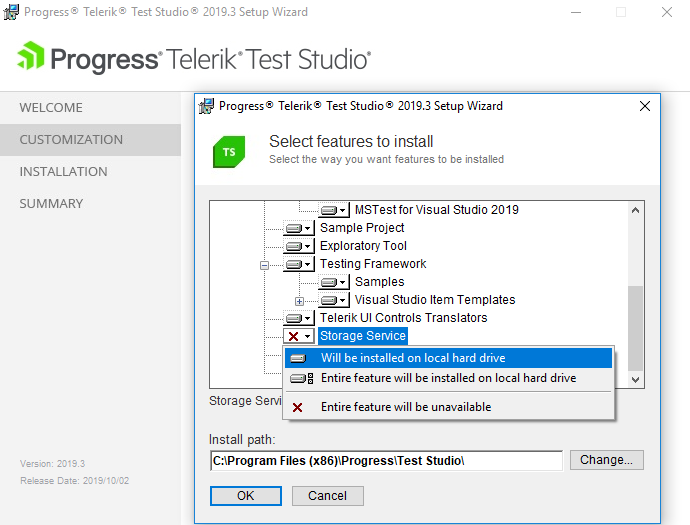 Progress® Telerik® Test Studio® 2019.3 Setup Wizard
Progress® Telerik® Test Studio®
WELCOME
CUSTOMIZATION
INSTALLATION
SUMMARY
Version: 2019.3
Release Date: 2019/10/02
Progress® Telerik® Test Studio® 2019.3 Setup Wizard
TS
Select features to install
Select the way you want features to be installed
MSTest for Visual Studio 2019
Sample Project
Exploratory Tool
Testing Framework
Samples
Visual Studio Item Templates
Telerik UI Controls Translators
Storage Service
Will be installed on local hard drive
Entire feature will be installed on local hard drive
Entire feature will be unavailable
Storage Servi
Install path:
C:\Program Files (x86)\Progress\Test Studio\
Change...
OK
Cancel